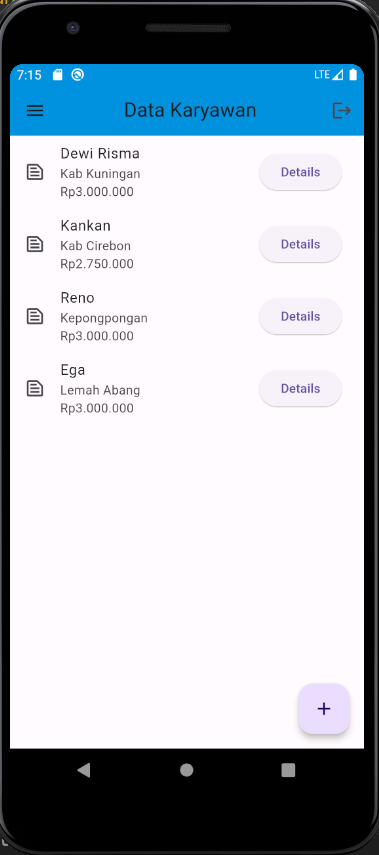 7:15 LTE
Data Karyawan
Dewi Risma
Kab Kuningan
Rp3.000.000
Details
Kankan
Kab Cirebon
Rp2.750.000
Details
Reno
Kepongpongan
Rp3.000.000
Details
Ega
Lemah Abang
Rp3.000.000
Details
+